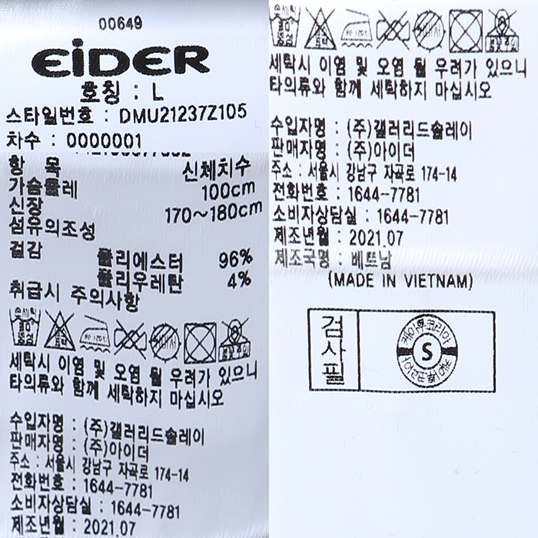 00649
EiDER
호칭 : L
스타일번호 : DMU21237Z105
차수 : 0000001
항 목 신체치수
가슴둘레 100cm
신장 170~180cm
섬유의조성
겉감 폴리에스터 96%
폴리우레탄 4%
취급시 주의사항
세탁시 이염 및 오염 될 우려가 있으니
타의류와 함께 세탁하지 마십시오
수입자명 : (주)갤러리드솔레이
판매자명 : (주)아이더
주소 : 서울시 강남구 자곡로 174-14
전화번호 : 1644-7781
소비자상담실 : 1644-7781
제조년월 : 2021.07
세탁시 이염 및 오염 될 우려가 있으니
타의류와 함께 세탁하지 마십시오
수입자명 : (주)갤러리드솔레이
판매자명 : (주)아이더
주소 : 서울시 강남구 자곡로 174-14
전화번호 : 1644-7781
소비자상담실 : 1644-7781
제조년월 : 2021.07
제조국명 : 베트남
(MADE IN VIETNAM)
검사필
S